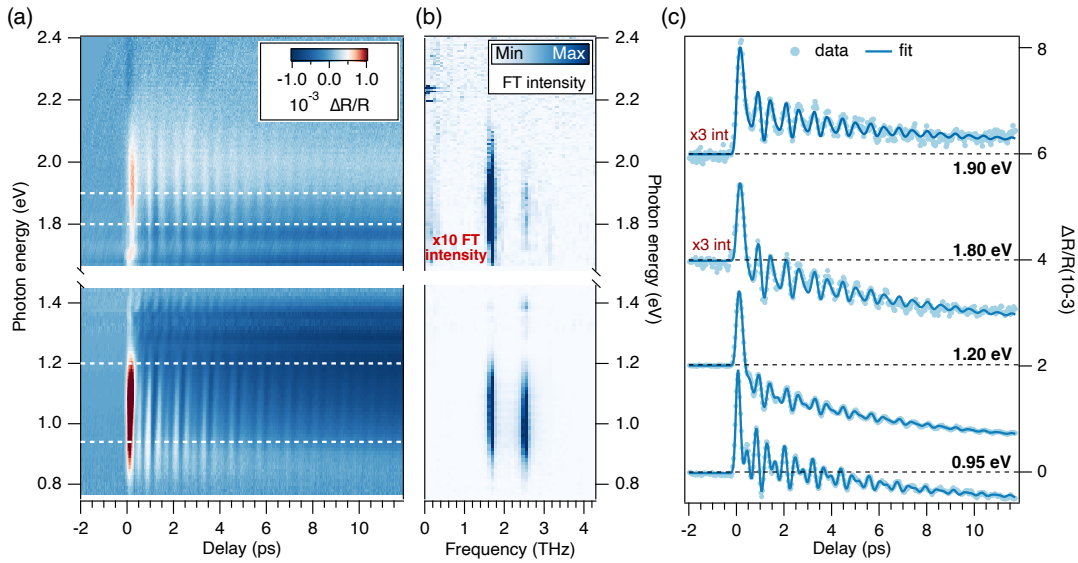 (a)
2.4
2.2
2.0
1.8
1.4
1.2
1.0
0.8
Photon energy (eV)
-1.0 0.0 1.0
10-3 ΔR/R
-2 0 2 4 6 8 10 12
Delay (ps)
(b)
Min Max
FT intensity
x10 FT
intensity
2.4
2.2
2.0
1.8
1.4
1.2
1.0
0.8
Photon energy (eV)
0 1 2 3 4
Frequency (THz)
(c)
data fit
x3 int
1.90 eV
x3 int
1.80 eV
1.20 eV
0.95 eV
8
6
4
2
0
ΔR/R(10-3)
-2 0 2 4 6 8 10
Delay (ps)